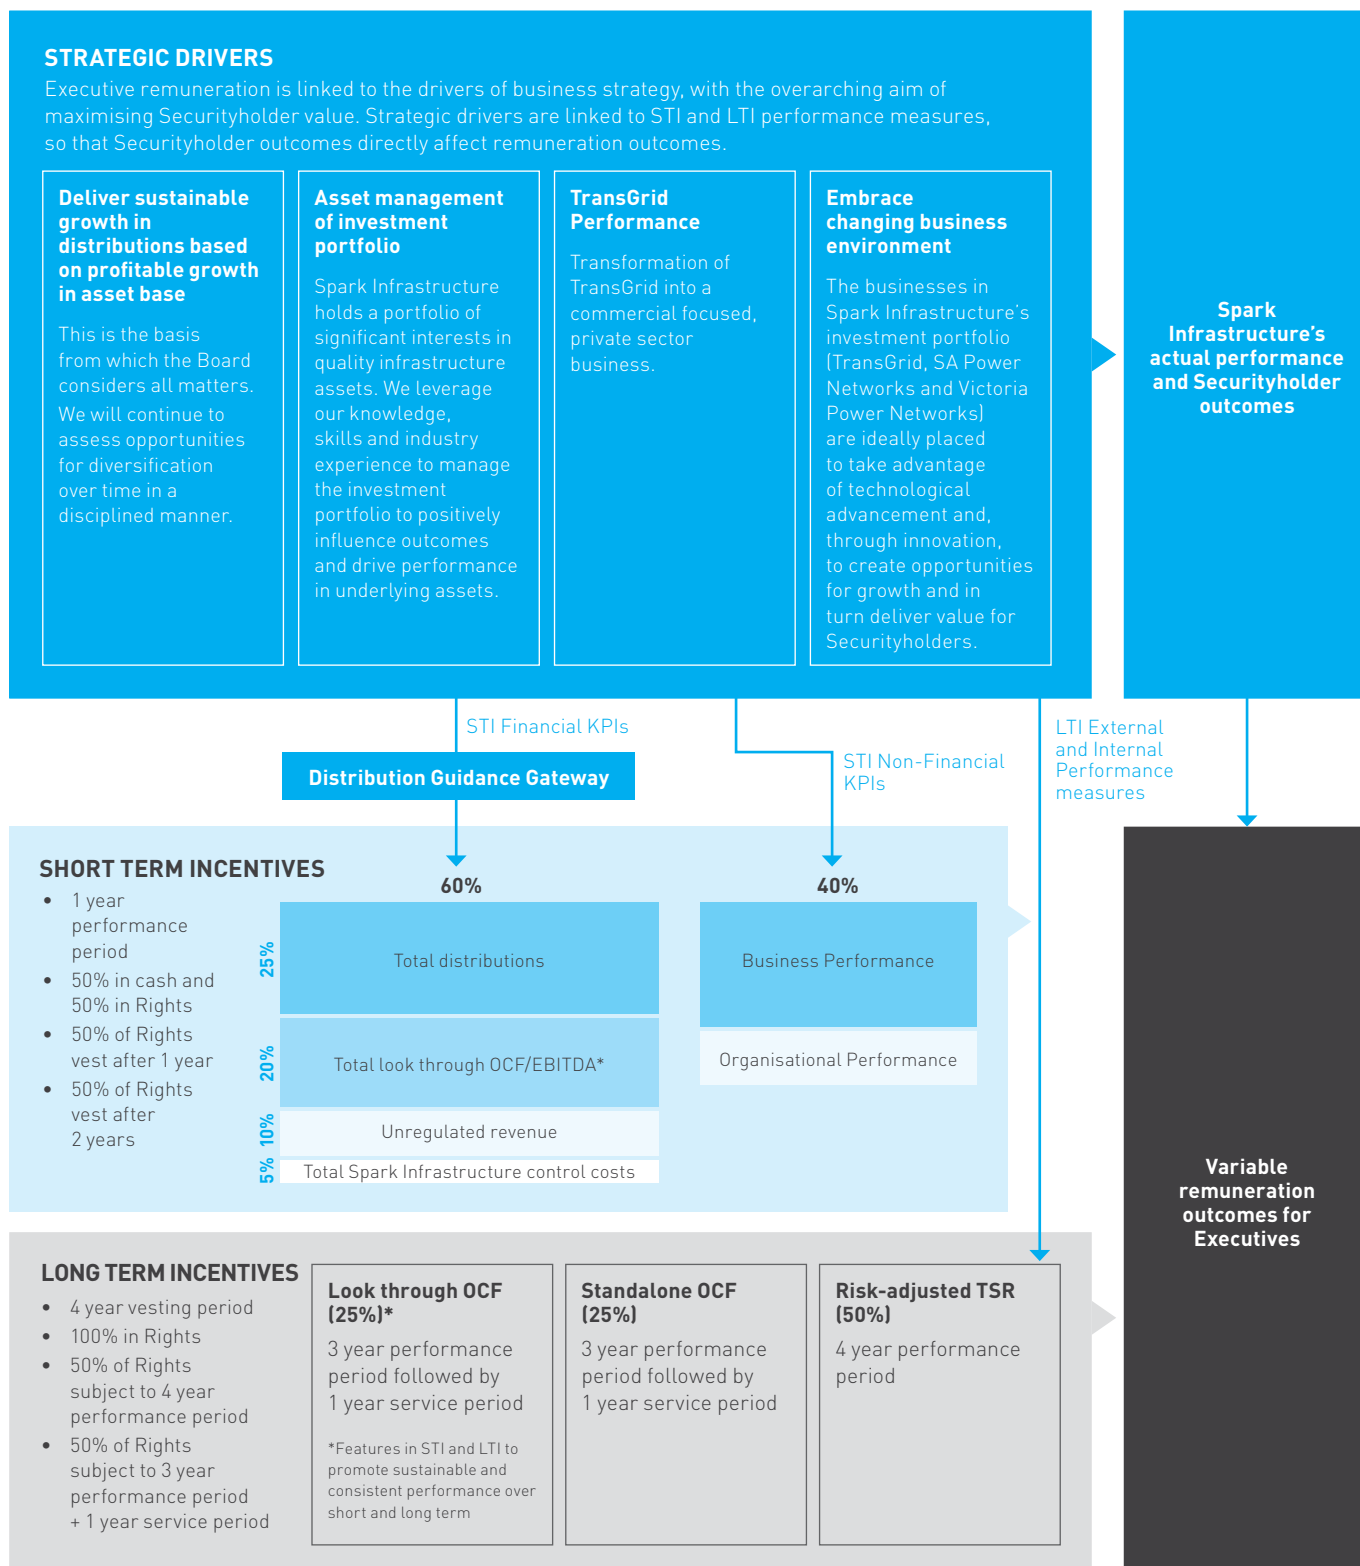 STRATEGIC DRIVERS
Executive remuneration is linked to the drivers of business strategy, with the overarching aim of
maximising Securityholder value. Strategic drivers are linked to STI and LTI performance measures,
so that Securityholder outcomes directly affect remuneration outcomes.
Deliver sustainable
growth in
distributions based
on profitable growth
in asset base
This is the basis
from which the Board
considers all matters.
We will continue to
assess opportunities
for diversification
over time in a
disciplined manner.
Asset management
of investment
portfolio
Spark Infrastructure
holds a portfolio of
significant interests in
quality infrastructure
assets. We leverage
our knowledge,
skills and industry
experience to manage
the investment
portfolio to positively
influence outcomes
and drive performance
in underlying assets.
TransGrid
Performance
Transformation of
TransGrid into a
commercial focused,
private sector
business.
Embrace
changing business
environment
The businesses in
Spark Infrastructure's
investment portfolio
(TransGrid, SA Power
Networks and Victoria
Power Networks)
are ideally placed
to take advantage
of technological
advancement and,
through innovation,
to create opportunities
for growth and in
turn deliver value for
Securityholders.
Spark
Infrastructure's
actual performance
and Securityholder
outcomes
STI Financial KPIs
Distribution Guidance Gateway
STI Non-Financial
KPIs
LTI External
and Internal
Performance
measures
SHORT TERM INCENTIVES
• 1 year
performance
period
• 50% in cash and
50% in Rights
• 50% of Rights
vest after 1 year
• 50% of Rights
vest after
2 years
60%
25%
Total distributions
20%
Total look through OCF/EBITDA*
10%
Unregulated revenue
5%
Total Spark Infrastructure control costs
40%
Business Performance
Organisational Performance
Variable
remuneration
outcomes for
Executives
LONG TERM INCENTIVES
• 4 year vesting period
• 100% in Rights
• 50% of Rights
subject to 4 year
performance period
• 50% of Rights
subject to 3 year
performance period
+ 1 year service period
Look through OCF
(25%)*
3 year performance
period followed by
1 year service period
*Features in STI and LTI to
promote sustainable and
consistent performance over
short and long term
Standalone OCF
(25%)
3 year performance
period followed by
1 year service period
Risk-adjusted TSR
(50%)
4 year performance
period